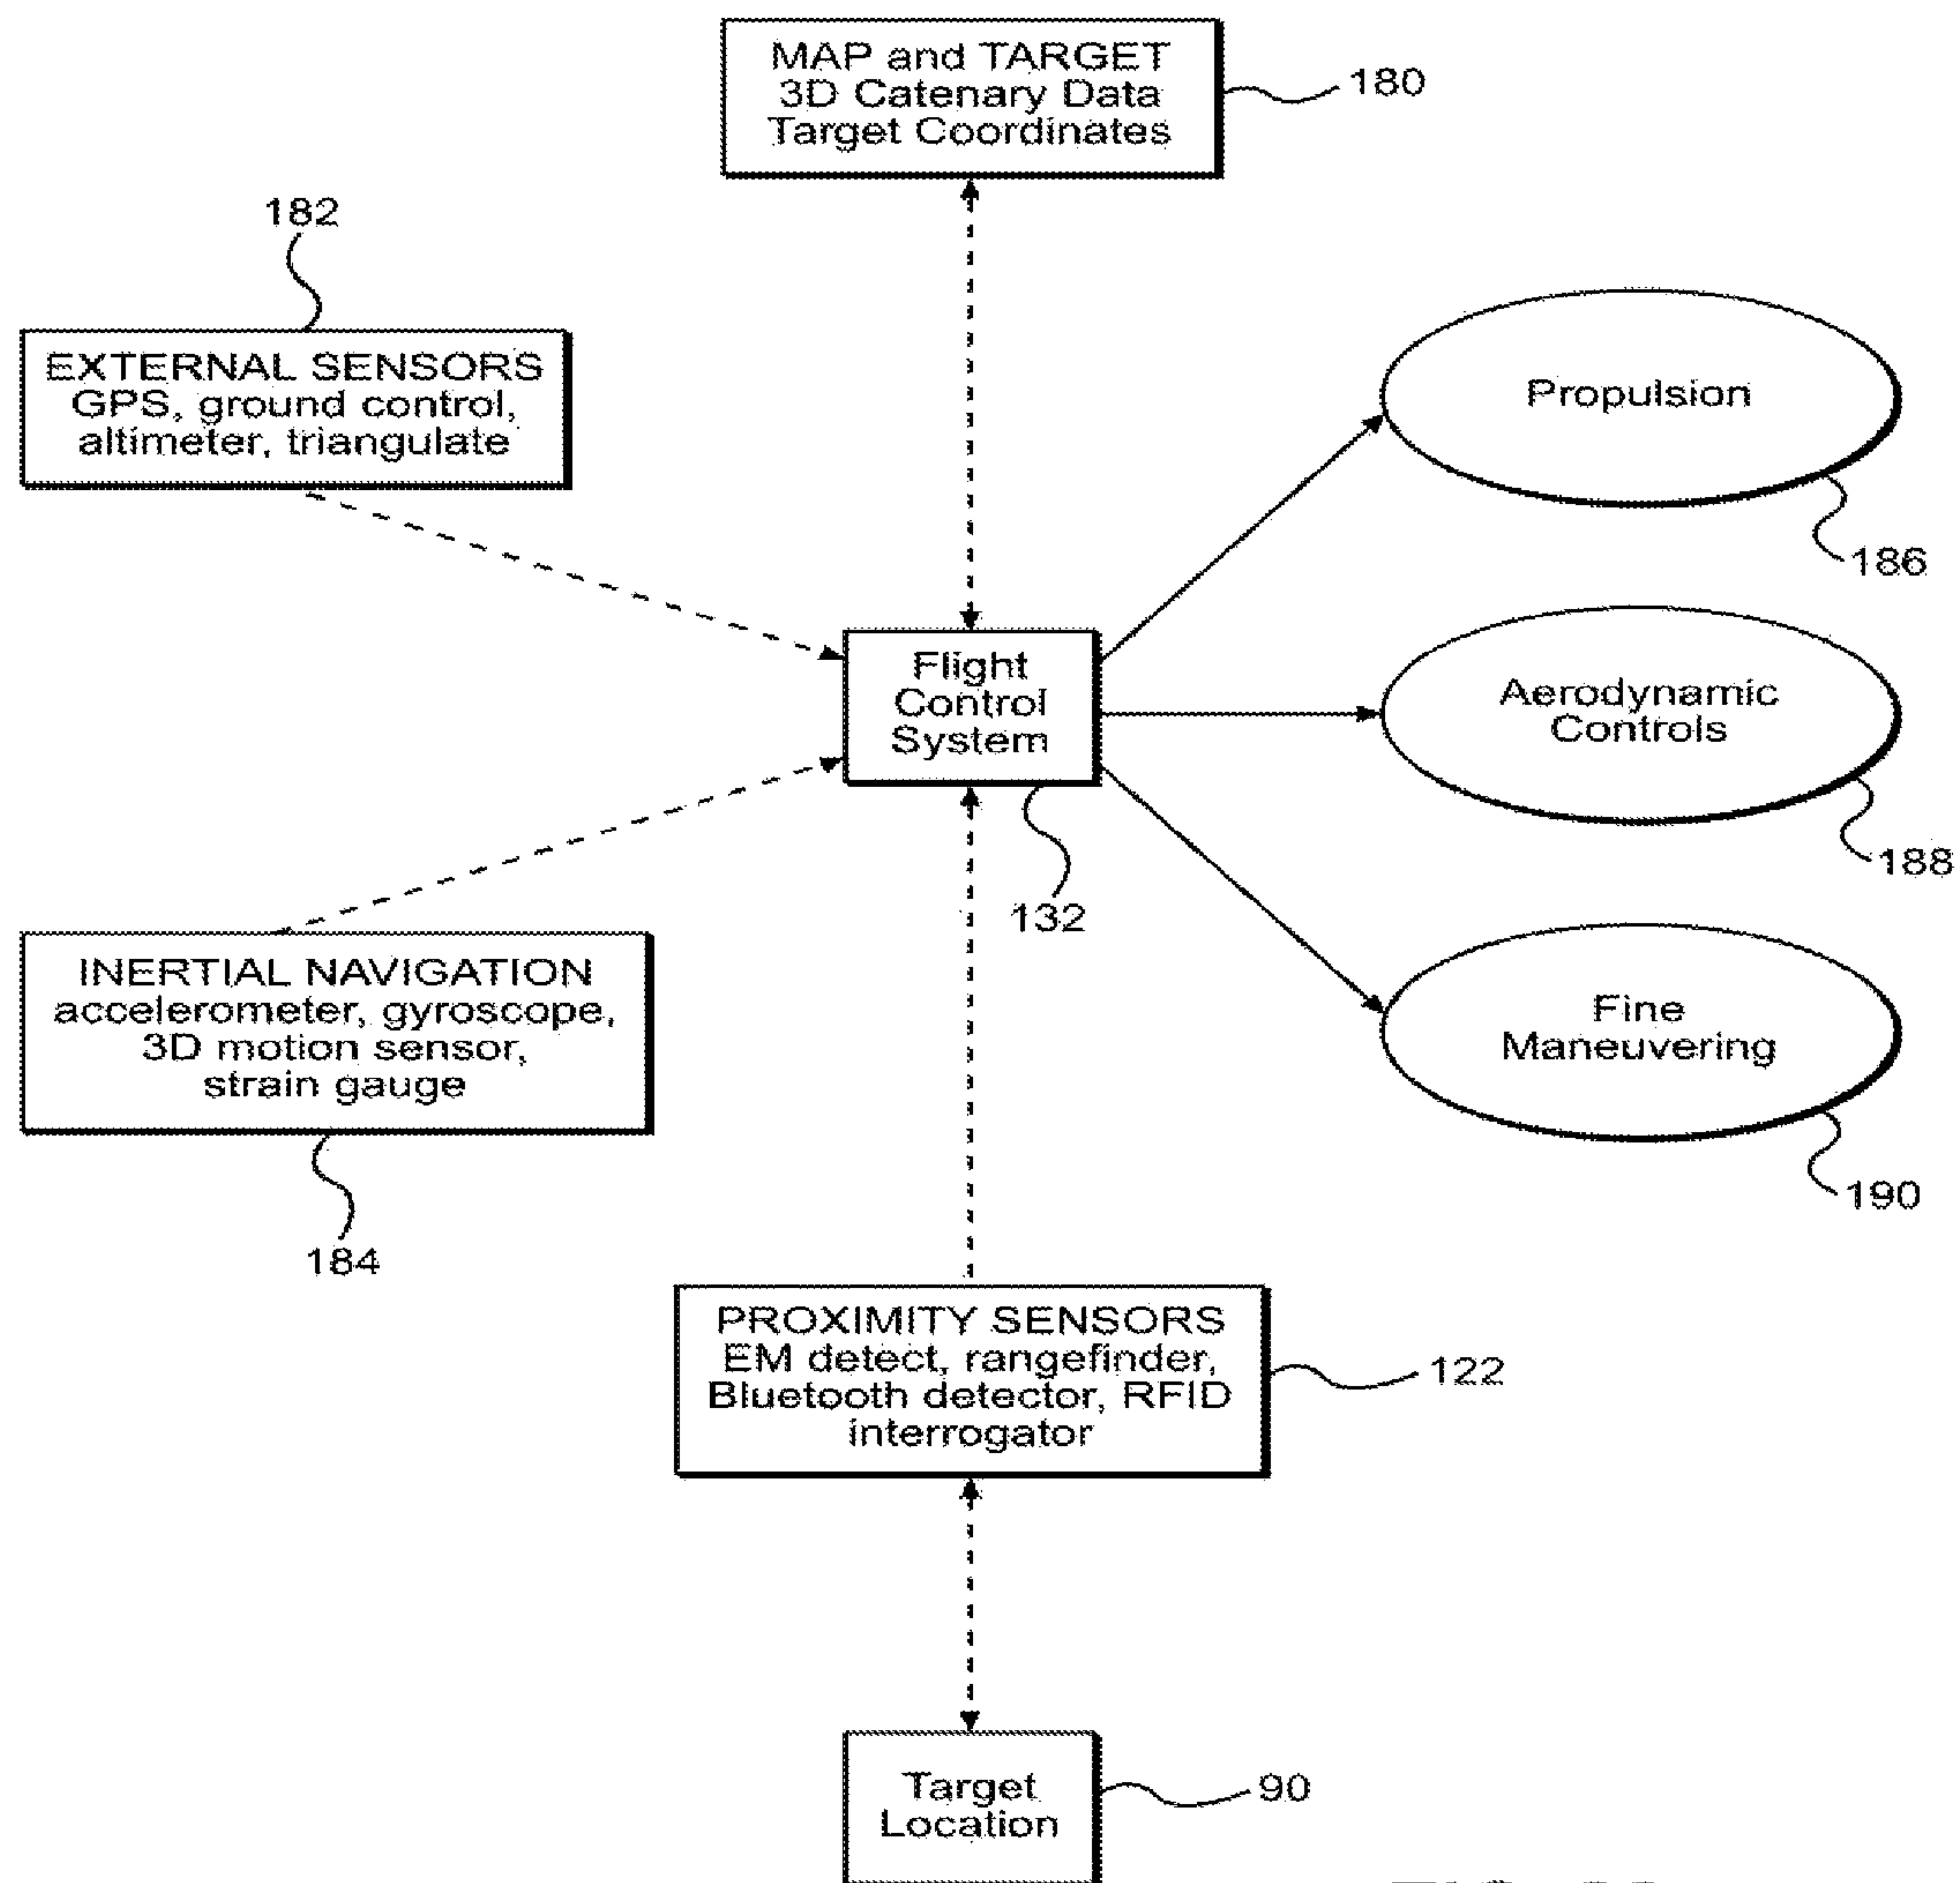 MAP and TARGET
3D Catenary Data
Target Coordinates
180
182
EXTERNAL SENSORS
GPS, ground control,
altimeter, triangulate
Propulsion
186
Flight
Control
System
132
Aerodynamic
Controls
188
INERTIAL NAVIGATION
accelerometer, gyroscope,
3D motion sensor,
strain gauge
184
Fine
Maneuvering
190
PROXIMITY SENSORS
EM detect, rangefinder,
Bluetooth detector, RFID
interrogator
122
Target
Location
90